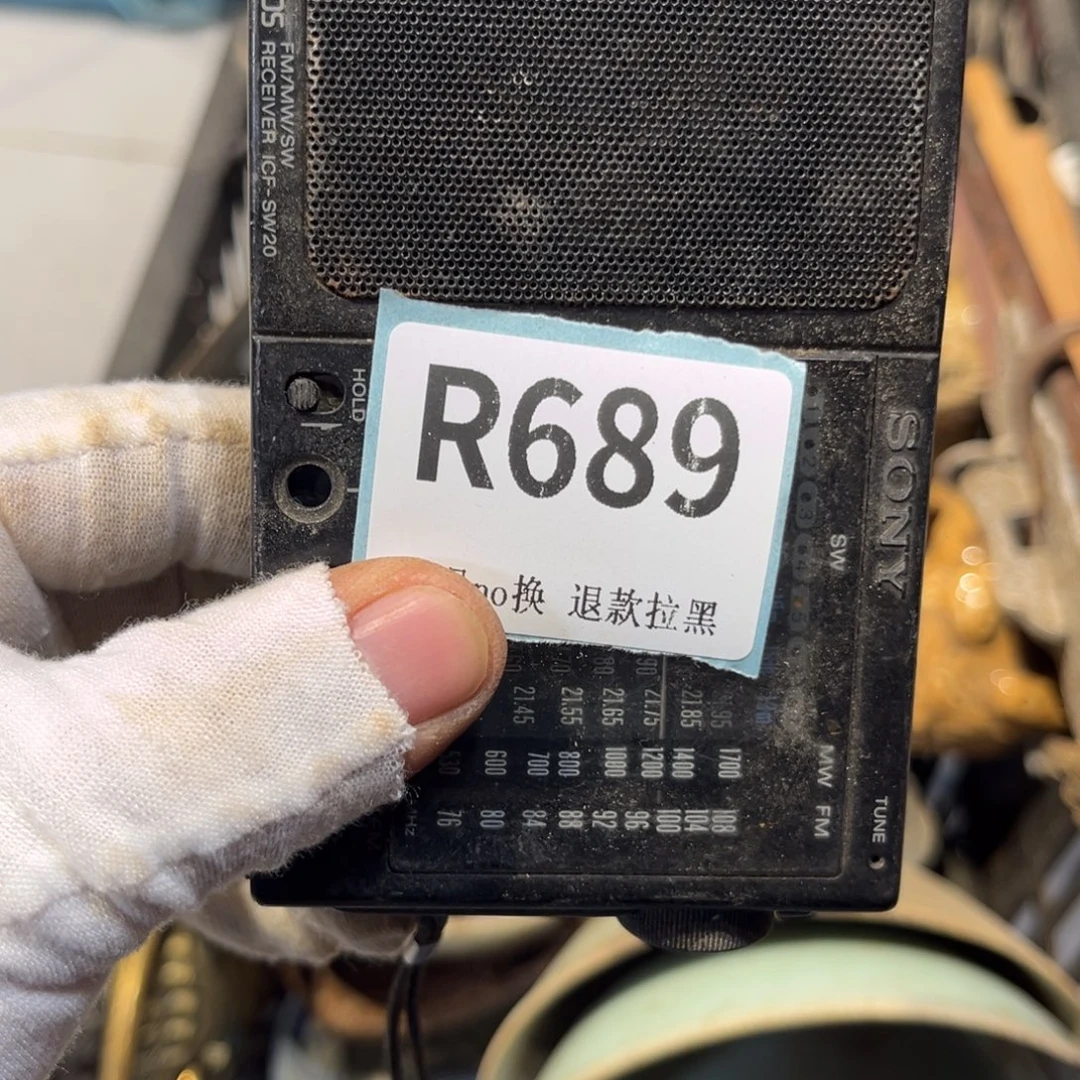 FM/MW/SW
RECEIVER ICF-SW20
HOLD
R689
no换 退款拉黑
SONY
SW
21.45 21.55 21.65 21.75 21.85
MW
530 600 700 800 1000 1200 1400 1700
FM
76 80 84 88 92 96 100 104 108
TUNE